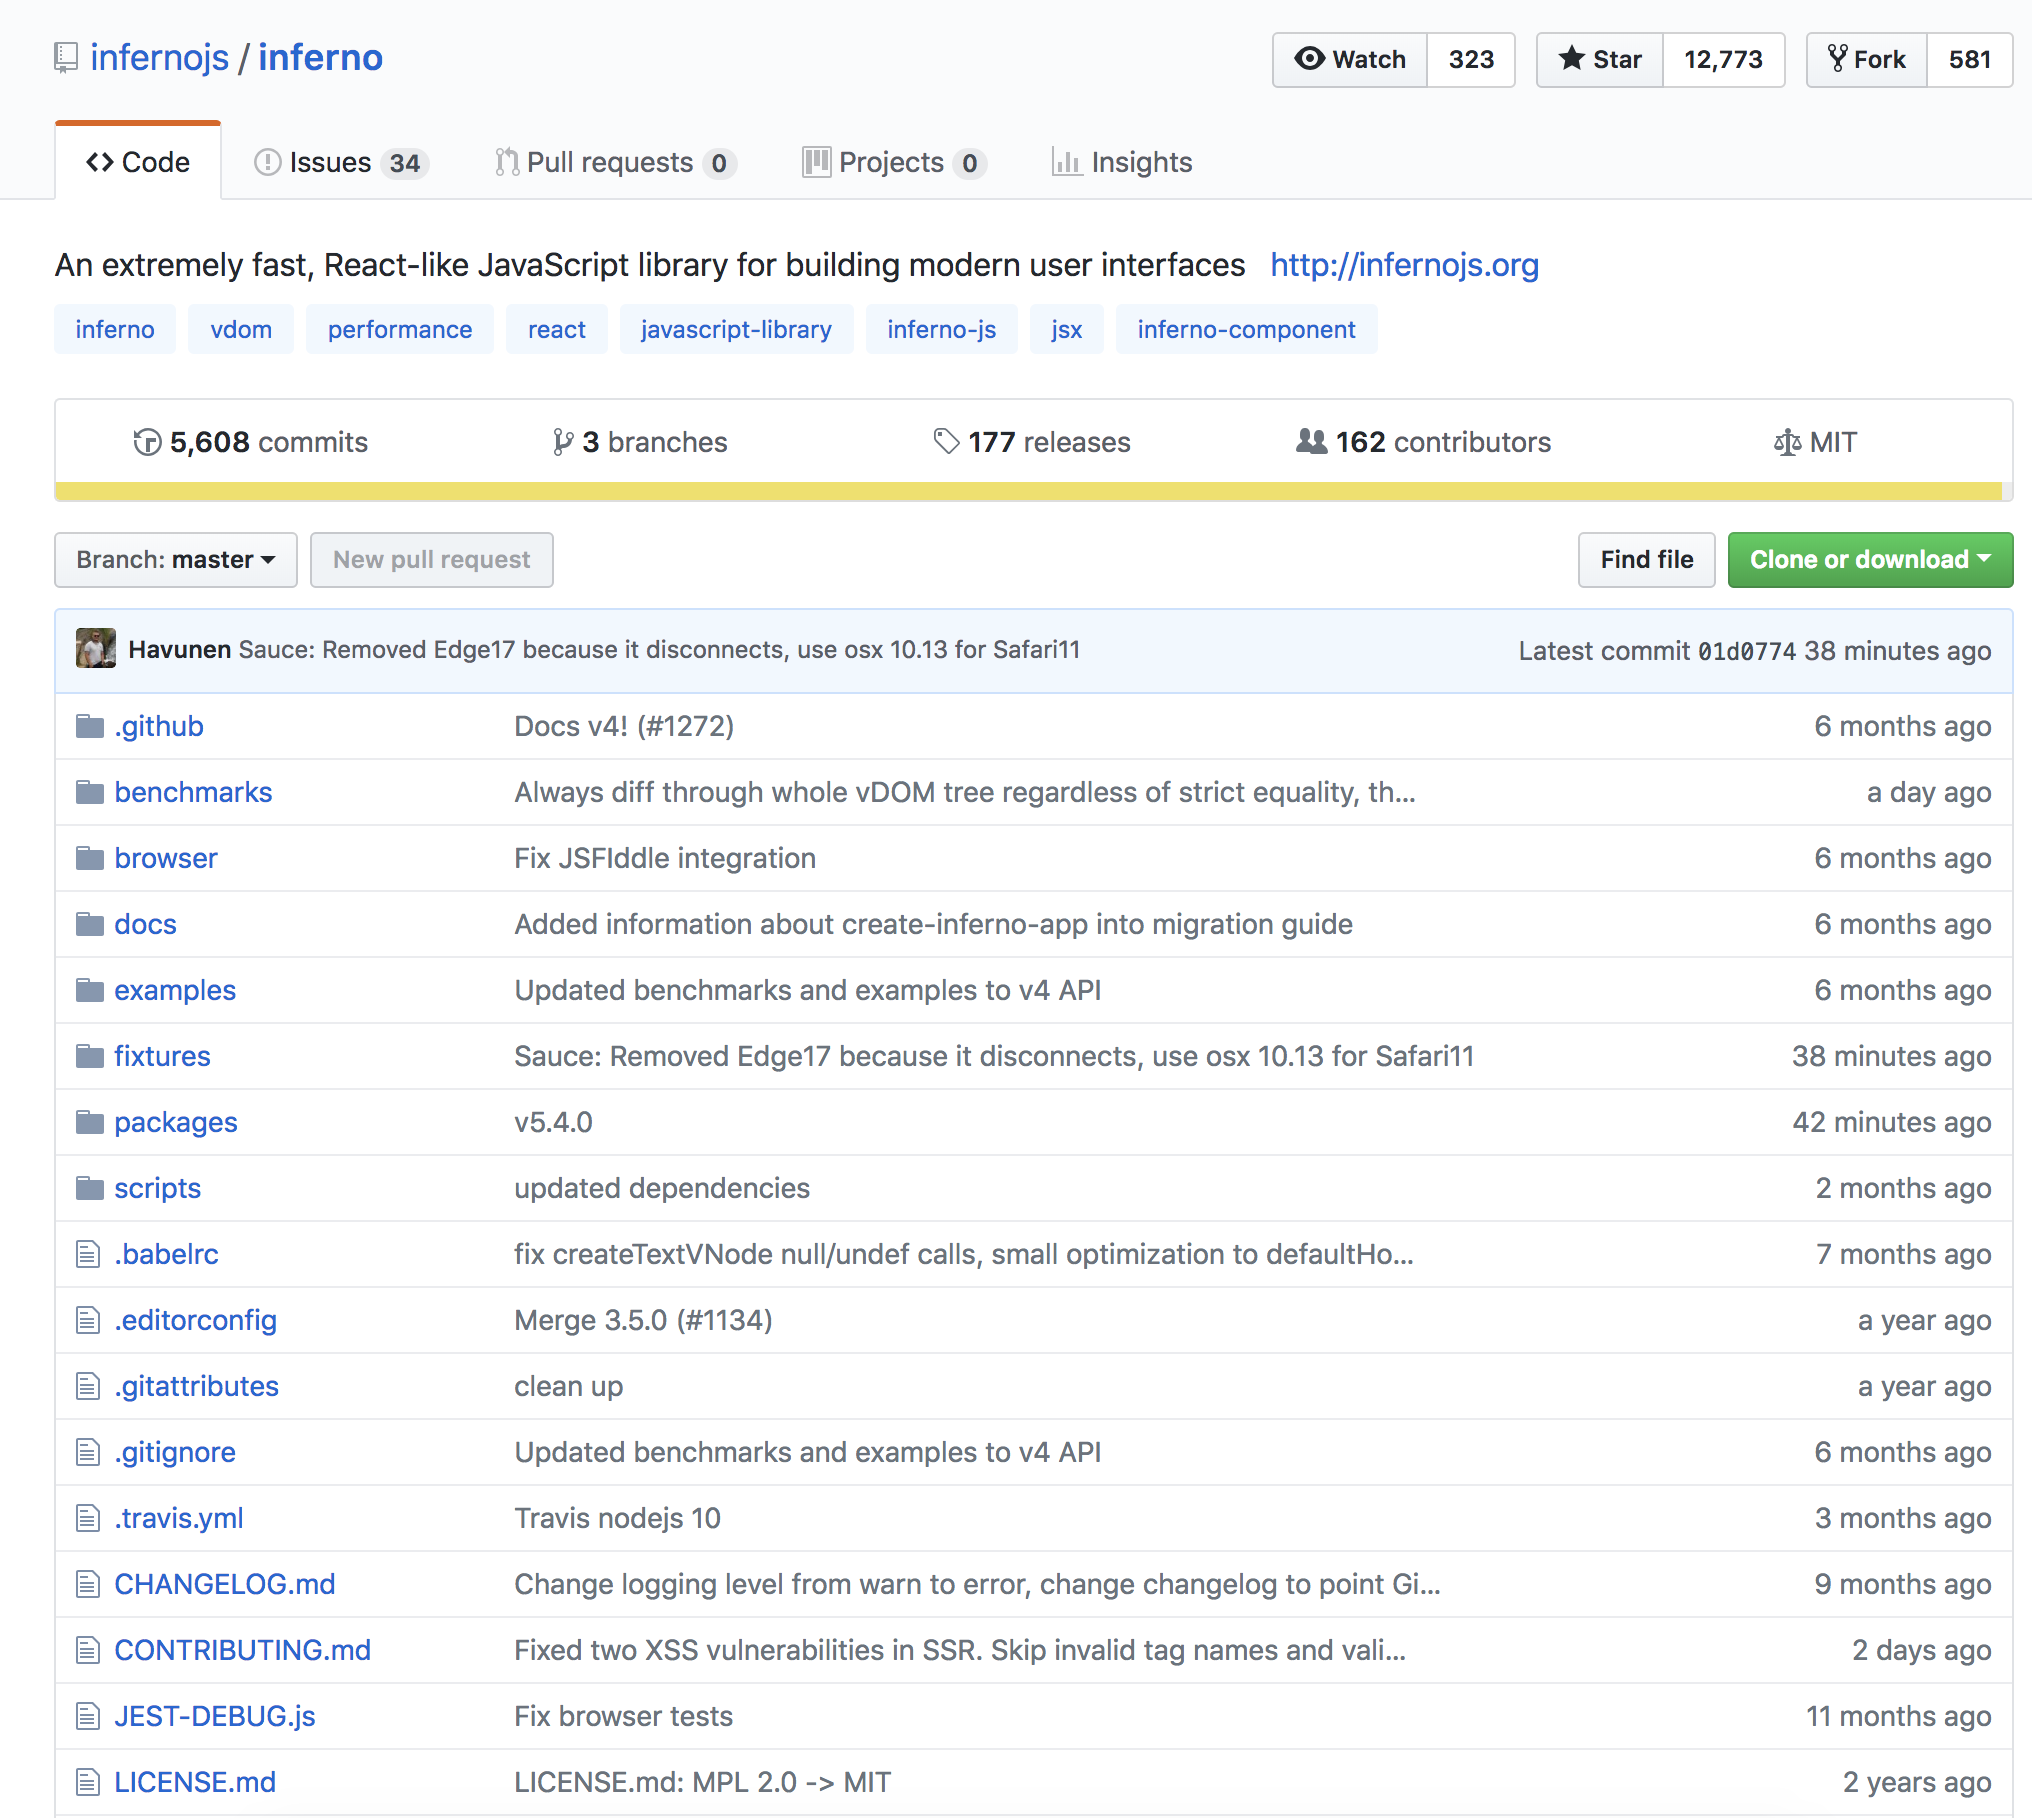 infernojs / inferno Watch 323 Star 12,773 Fork 581
Code Issues 34 Pull requests 0 Projects 0 Insights
An extremely fast, React-like JavaScript library for building modern user interfaces http://infernojs.org
inferno vdom performance react javascript-library inferno-js jsx inferno-component
5,608 commits 3 branches 177 releases 162 contributors MIT
Branch: master New pull request Find file Clone or download
Havunen Sauce: Removed Edge17 because it disconnects, use osx 10.13 for Safari11 Latest commit 01d0774 38 minutes ago
.github Docs v4! (#1272) 6 months ago
benchmarks Always diff through whole vDOM tree regardless of strict equality, th... a day ago
browser Fix JSFIddle integration 6 months ago
docs Added information about create-inferno-app into migration guide 6 months ago
examples Updated benchmarks and examples to v4 API 6 months ago
fixtures Sauce: Removed Edge17 because it disconnects, use osx 10.13 for Safari11 38 minutes ago
packages v5.4.0 42 minutes ago
scripts updated dependencies 2 months ago
.babelrc fix createTextVNode null/undef calls, small optimization to defaultHo... 7 months ago
.editorconfig Merge 3.5.0 (#1134) a year ago
.gitattributes clean up a year ago
.gitignore Updated benchmarks and examples to v4 API 6 months ago
.travis.yml Travis nodejs 10 3 months ago
CHANGELOG.md Change logging level from warn to error, change changelog to point Gi... 9 months ago
CONTRIBUTING.md Fixed two XSS vulnerabilities in SSR. Skip invalid tag names and vali... 2 days ago
JEST-DEBUG.js Fix browser tests 11 months ago
LICENSE.md LICENSE.md: MPL 2.0 -> MIT 2 years ago